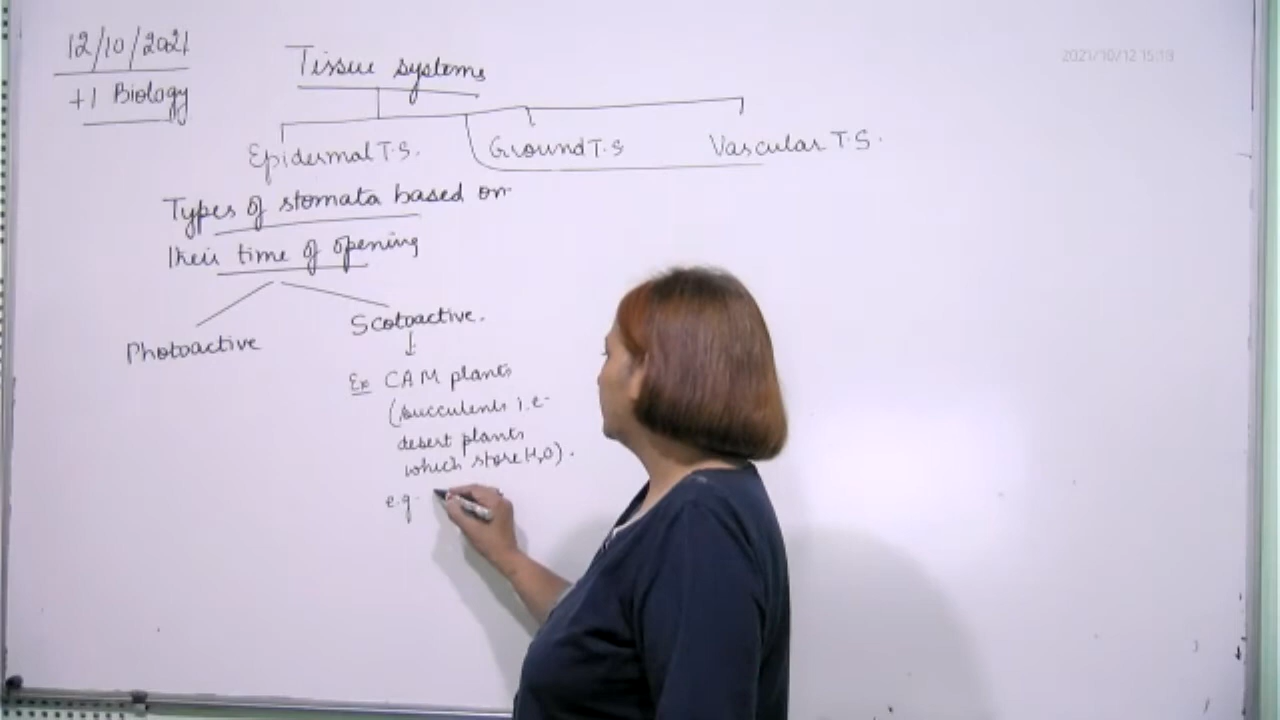 12/10/2021
+1 Biology
2021/10/12 15:18
Tissue systems
Epidermal T.S. Ground T.S Vascular T.S.
Types of stomata based on
their time of opening
Photoactive Scotoactive.
Ex CAM plants
(succulents i.e-
desert plants
which store H2O).
e.g-